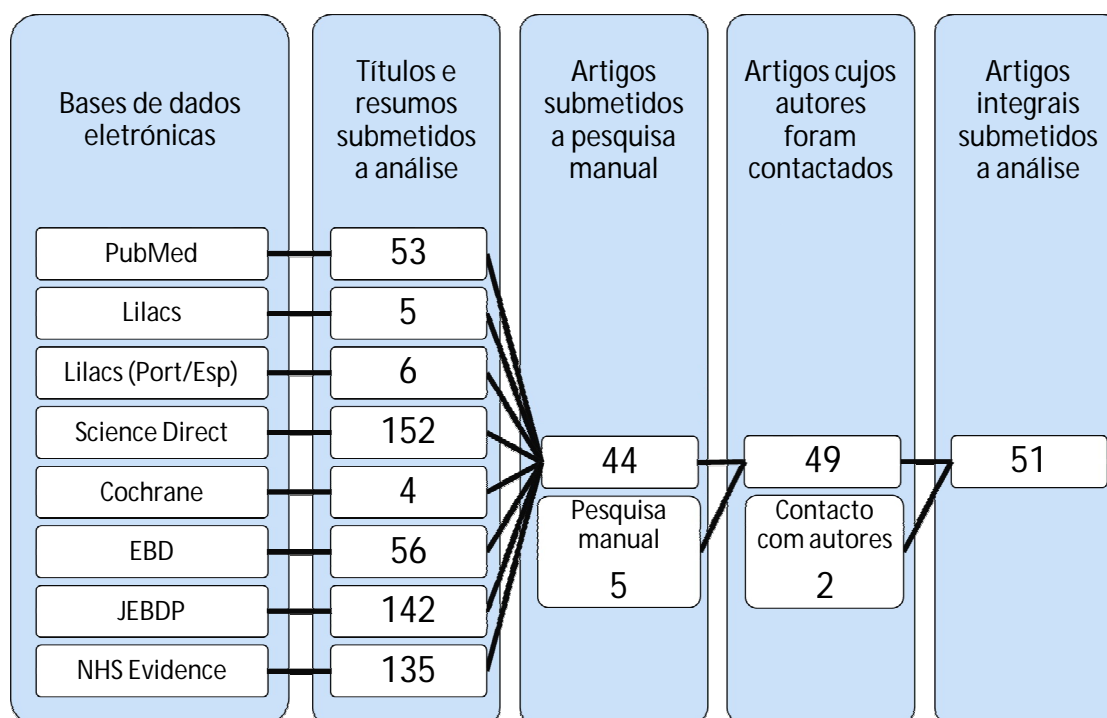 Bases de dados
eletrónicas
Títulos e
resumos
submetidos
a análise
Artigos
submetidos
a pesquisa
manual
Artigos cujos
autores
foram
contactados
Artigos
integrais
submetidos
a análise
PubMed
53
Lilacs
5
Lilacs (Port/Esp)
6
Science Direct
152
Cochrane
4
EBD
56
JEBDP
142
NHS Evidence
135
44
Pesquisa
manual
5
49
Contacto
com autores
2
51